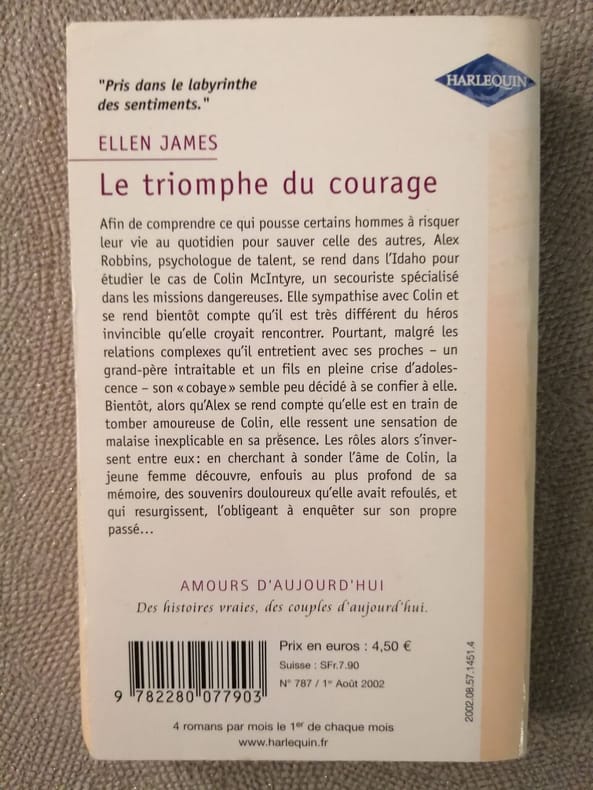 "Pris dans le labyrinthe
des sentiments."
HARLEQUIN
ELLEN JAMES
Le triomphe du courage
Afin de comprendre ce qui pousse certains hommes à risquer
leur vie au quotidien pour sauver celle des autres, Alex
Robbins, psychologue de talent, se rend dans l'Idaho pour
étudier le cas de Colin McIntyre, un secouriste spécialisé
dans les missions dangereuses. Elle sympathise avec Colin et
se rend bientôt compte qu'il est très différent du héros
invincible qu'elle croyait rencontrer. Pourtant, malgré les
relations complexes qu'il entretient avec ses proches – un
grand-père intraitable et un fils en pleine crise d'adoles-
cence – son « cobaye » semble peu décidé à se confier à elle.
Bientôt, alors qu'Alex se rend compte qu'elle est en train de
tomber amoureuse de Colin, elle ressent une sensation de
malaise inexplicable en sa présence. Les rôles alors s'inver-
sent entre eux : en cherchant à sonder l'âme de Colin, la
jeune femme découvre, enfouis au plus profond de sa
mémoire, des souvenirs douloureux qu'elle avait refoulés, et
qui resurgissent, l'obligeant à enquêter sur son propre
passé...
AMOURS D'AUJOURD'HUI
Des histoires vraies, des couples d'aujourd'hui.
Prix en euros : 4,50 €
Suisse : SFr.7.90
N° 787 / 1er Août 2002
9 782280 077903
2002.08.57.1451.4
4 romans par mois le 1er de chaque mois
www.harlequin.fr